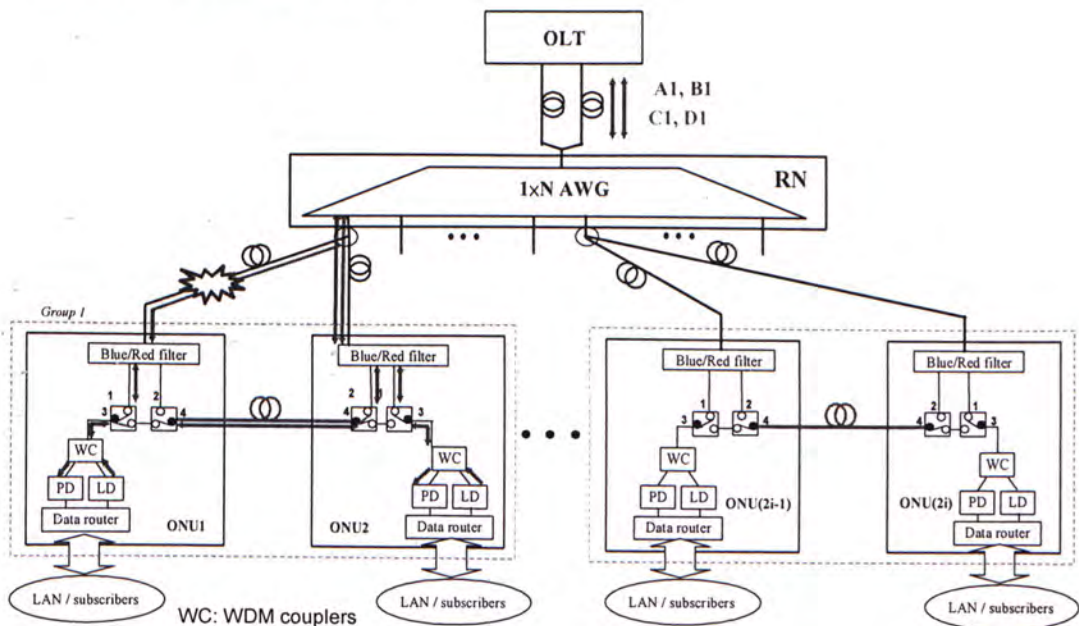 OLT
A1, B1
C1, D1
RN
1×N AWG
Group 1
Blue/Red filter
Blue/Red filter
Blue/Red filter
Blue/Red filter
1 2
2
1 2
2 1
3 4
4 3
3 4
4 3
WC
WC
WC
WC
PD LD
PD LD
PD LD
PD LD
Data router
Data router
Data router
Data router
ONU1
ONU2
ONU(2i-1)
ONU(2i)
LAN / subscribers
LAN / subscribers
LAN / subscribers
LAN / subscribers
WC: WDM couplers